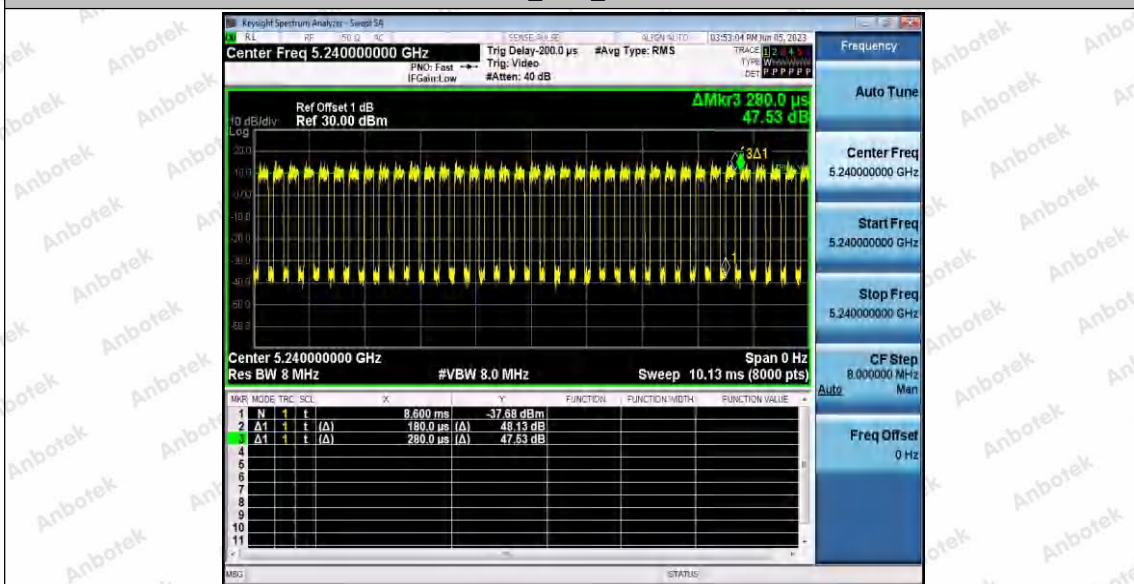 Keysight Spectrum Analyzer - Swept SA
RL RF 50 Ω AC SENSE:PULSE ALIGN AUTO 03:53:04 PM Jun 05, 2023
Center Freq 5.240000000 GHz
PNO: Fast
IFGain:Low
Trig Delay-200.0 µs
Trig: Video
#Atten: 40 dB
#Avg Type: RMS
TRACE 1 2 3 4 5 6
TYPE
DET P P P P P P
ΔMkr3 280.0 µs
47.53 dB
Ref Offset 1 dB
10 dB/div Ref 30.00 dBm
Log
3Δ1
1
Center 5.240000000 GHz Span 0 Hz
Res BW 8 MHz #VBW 8.0 MHz Sweep 10.13 ms (8000 pts)
MKR MODE TRC SCL X Y FUNCTION FUNCTION WIDTH FUNCTION VALUE
1 N 1 t 8.600 ms -37.68 dBm
2 Δ1 1 t (Δ) 180.0 µs (Δ) 48.13 dB
3 Δ1 1 t (Δ) 280.0 µs (Δ) 47.53 dB
4
5
6
7
8
9
10
11
MSG STATUS
Frequency
Auto Tune
Center Freq
5.240000000 GHz
Start Freq
5.240000000 GHz
Stop Freq
5.240000000 GHz
CF Step
8.000000 MHz
Auto Man
Freq Offset
0 Hz
Anbotek